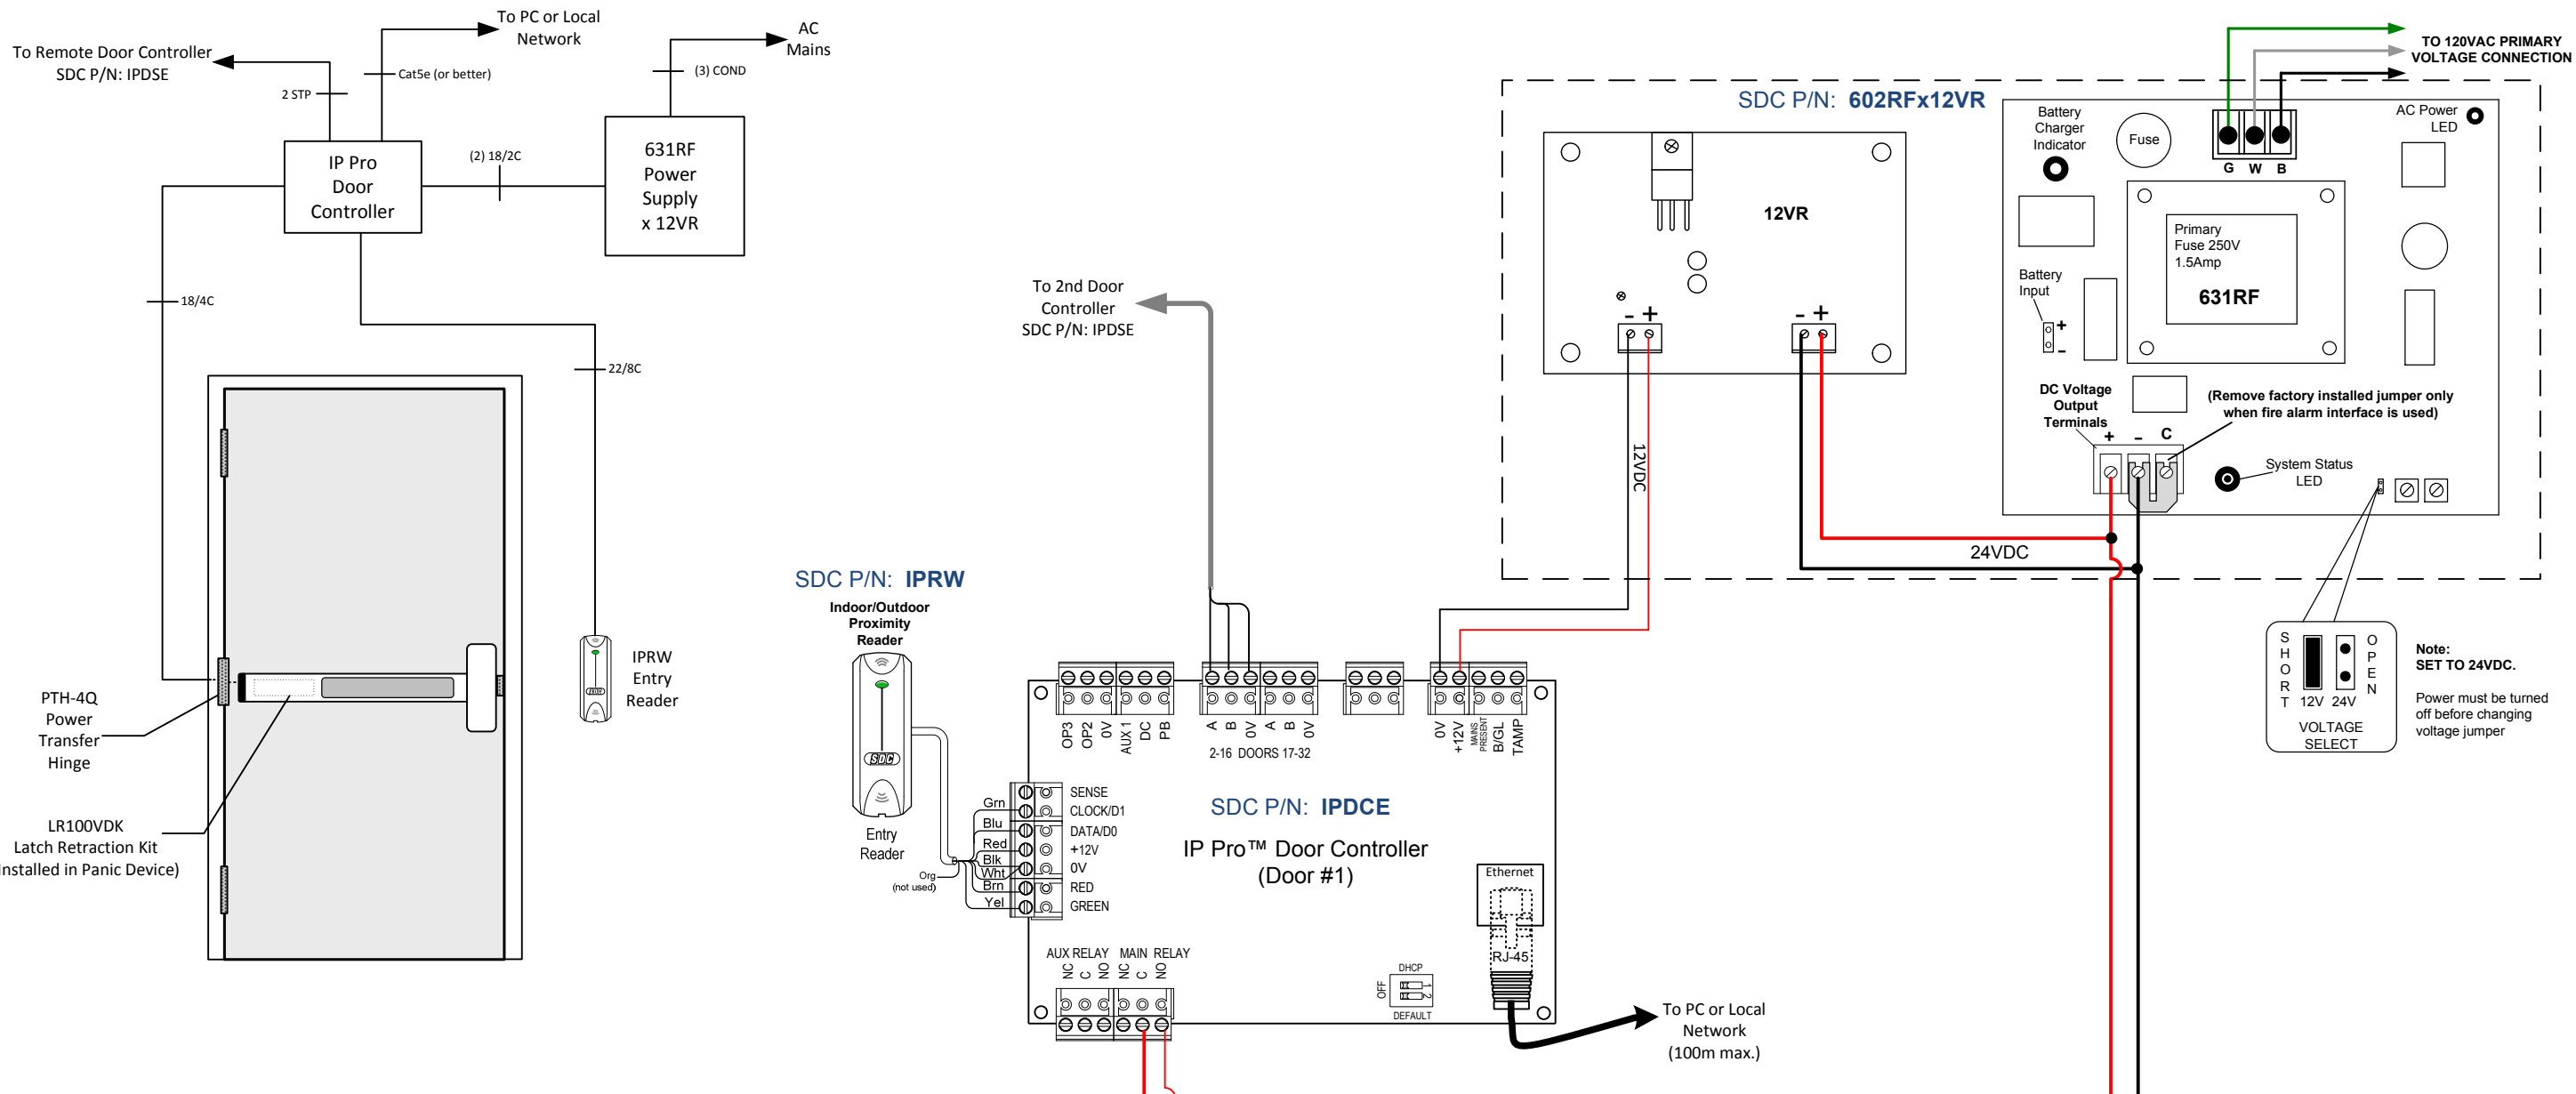 To PC or Local
Network
To Remote Door Controller
SDC P/N: IPDSE
Cat5e (or better)
2 STP
AC
Mains
(3) COND
IP Pro
Door
Controller
(2) 18/2C
631RF
Power
Supply
x 12VR
18/4C
22/8C
IPRW
Entry
Reader
PTH-4Q
Power
Transfer
Hinge
LR100VDK
Latch Retraction Kit
nstalled in Panic Device)
To 2nd Door
Controller
SDC P/N: IPDSE
SDC P/N: IPRW
Indoor/Outdoor
Proximity
Reader
SDC
Entry
Reader
Grn
Blu
Red
Blk
Wht
Brn
Yel
Org
(not used)
OP3
OP2
0V
AUX 1
DC
PB
A
B
0V
A
B
0V
2-16 DOORS 17-32
0V
+12V
MAINS
PRESENT
B/GL
TAMP
SENSE
CLOCK/D1
DATA/D0
+12V
0V
RED
GREEN
SDC P/N: IPDCE
IP Pro™ Door Controller
(Door #1)
Ethernet
RJ-45
AUX RELAY MAIN RELAY
NC
C
NO
NC
C
NO
DHCP
OFF
1
2
DEFAULT
To PC or Local
Network
(100m max.)
SDC P/N: 602RFx12VR
12VR
- +
- +
12VDC
24VDC
TO 120VAC PRIMARY
VOLTAGE CONNECTION
Battery
Charger
Indicator
Fuse
G W B
AC Power
LED
Primary
Fuse 250V
1.5Amp
631RF
Battery
Input
+
-
DC Voltage
Output
Terminals
+ - C
(Remove factory installed jumper only
when fire alarm interface is used)
System Status
LED
SHORT
OPEN
12V 24V
VOLTAGE
SELECT
Note:
SET TO 24VDC.
Power must be turned
off before changing
voltage jumper